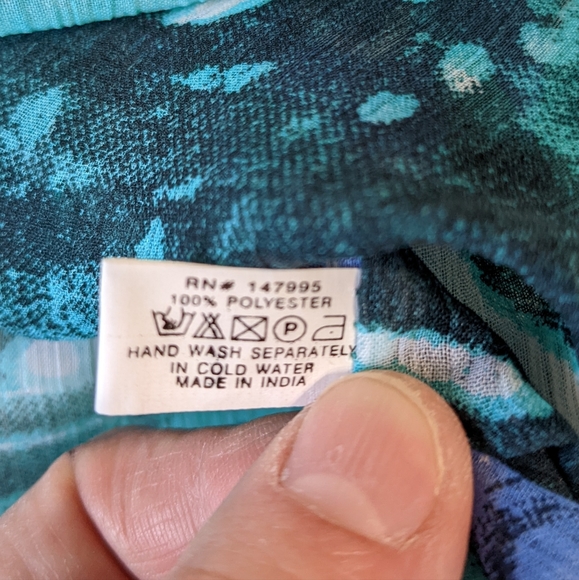 RN# 147995
100% POLYESTER
P
HAND WASH SEPARATELY
IN COLD WATER
MADE IN INDIA